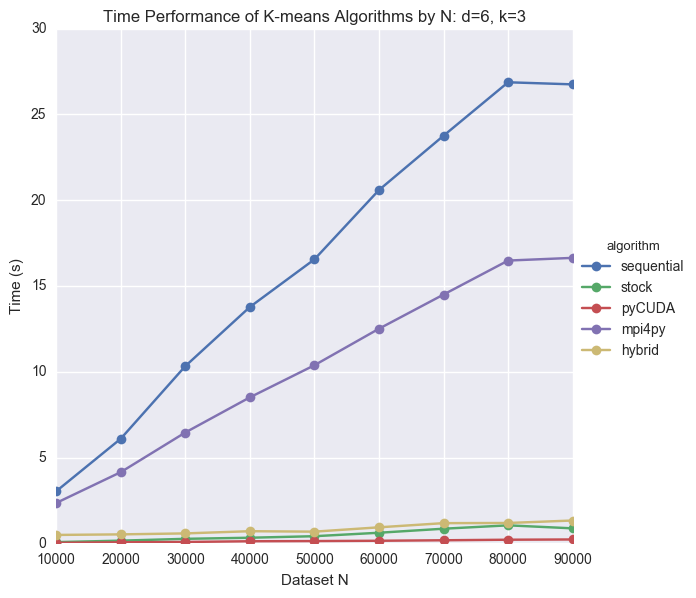 Time Performance of K-means Algorithms by N: d=6, k=3
30
25
20
15
10
5
0
Time (s)
10000 20000 30000 40000 50000 60000 70000 80000 90000
Dataset N
algorithm
sequential
stock
pyCUDA
mpi4py
hybrid